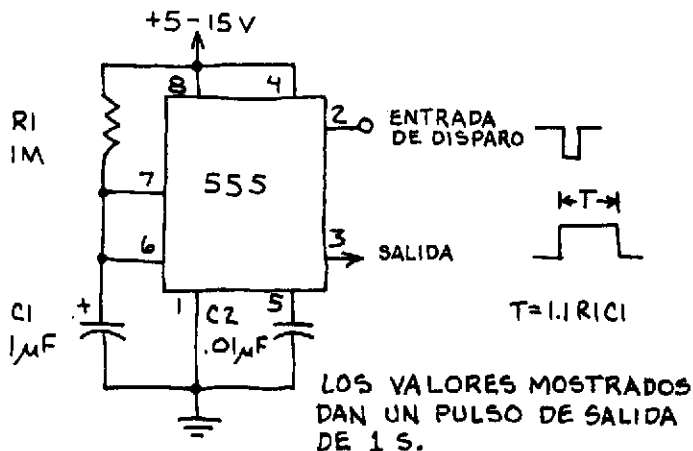 +5-15V
8
4
R1
1M
7
6
555
2
ENTRADA
DE DISPARO
T
3
SALIDA
T=1.1R1C1
C1
1μF
+
1
C2
.01μF
5
LOS VALORES MOSTRADOS
DAN UN PULSO DE SALIDA
DE 1 S.